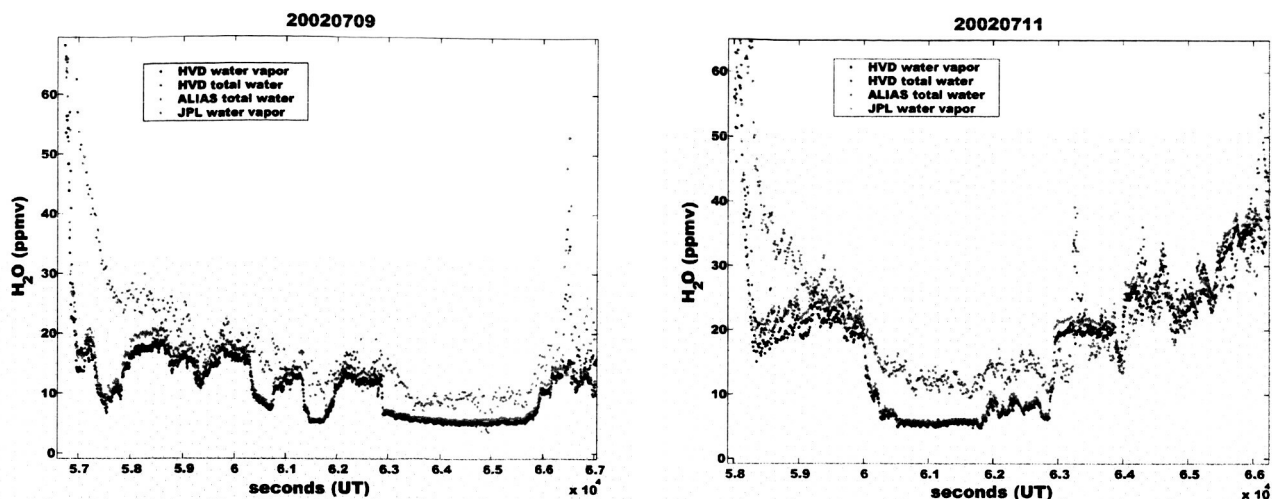 20020709
HVD water vapor
HVD total water
ALIAS total water
JPL water vapor
60
50
40
30
20
10
0
H2O (ppmv)
5.7 5.8 5.9 6 6.1 6.2 6.3 6.4 6.5 6.6 6.7
seconds (UT)
x 10^4
20020711
HVD water vapor
HVD total water
ALIAS total water
JPL water vapor
60
50
40
30
20
10
0
H2O (ppmv)
5.8 5.9 6 6.1 6.2 6.3 6.4 6.5 6.6
seconds (UT)
x 10^4